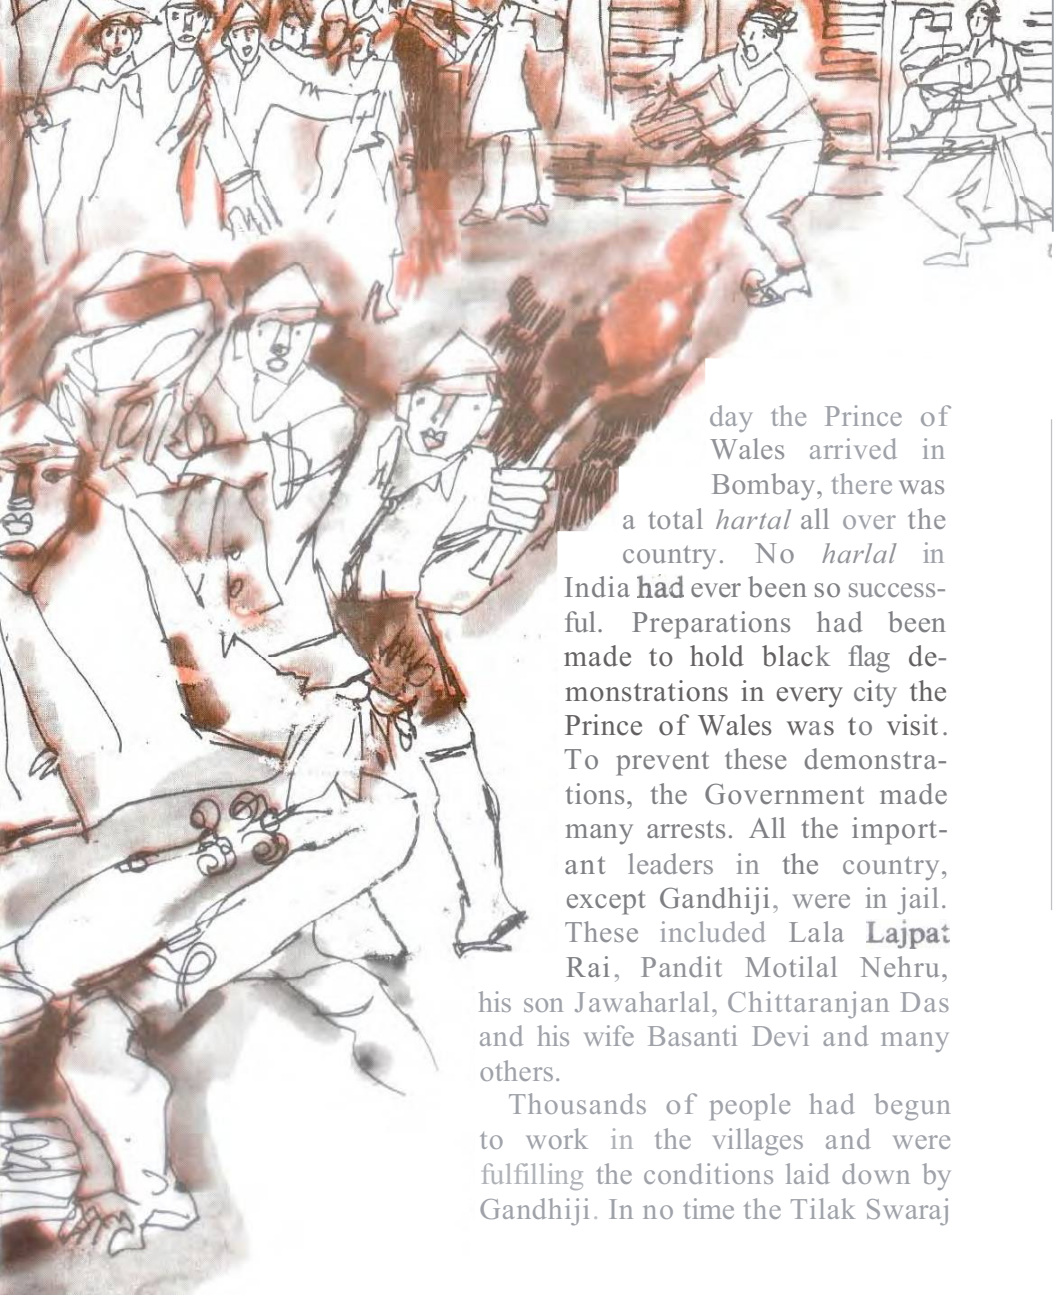 day the Prince of
Wales arrived in
Bombay, there was
a total hartal all over the
country. No harlal in
India had ever been so success-
ful. Preparations had been
made to hold black flag de-
monstrations in every city the
Prince of Wales was to visit.
To prevent these demonstra-
tions, the Government made
many arrests. All the import-
ant leaders in the country,
except Gandhiji, were in jail.
These included Lala Lajpat
Rai, Pandit Motilal Nehru,
his son Jawaharlal, Chittaranjan Das
and his wife Basanti Devi and many
others.
Thousands of people had begun
to work in the villages and were
fulfilling the conditions laid down by
Gandhiji. In no time the Tilak Swaraj